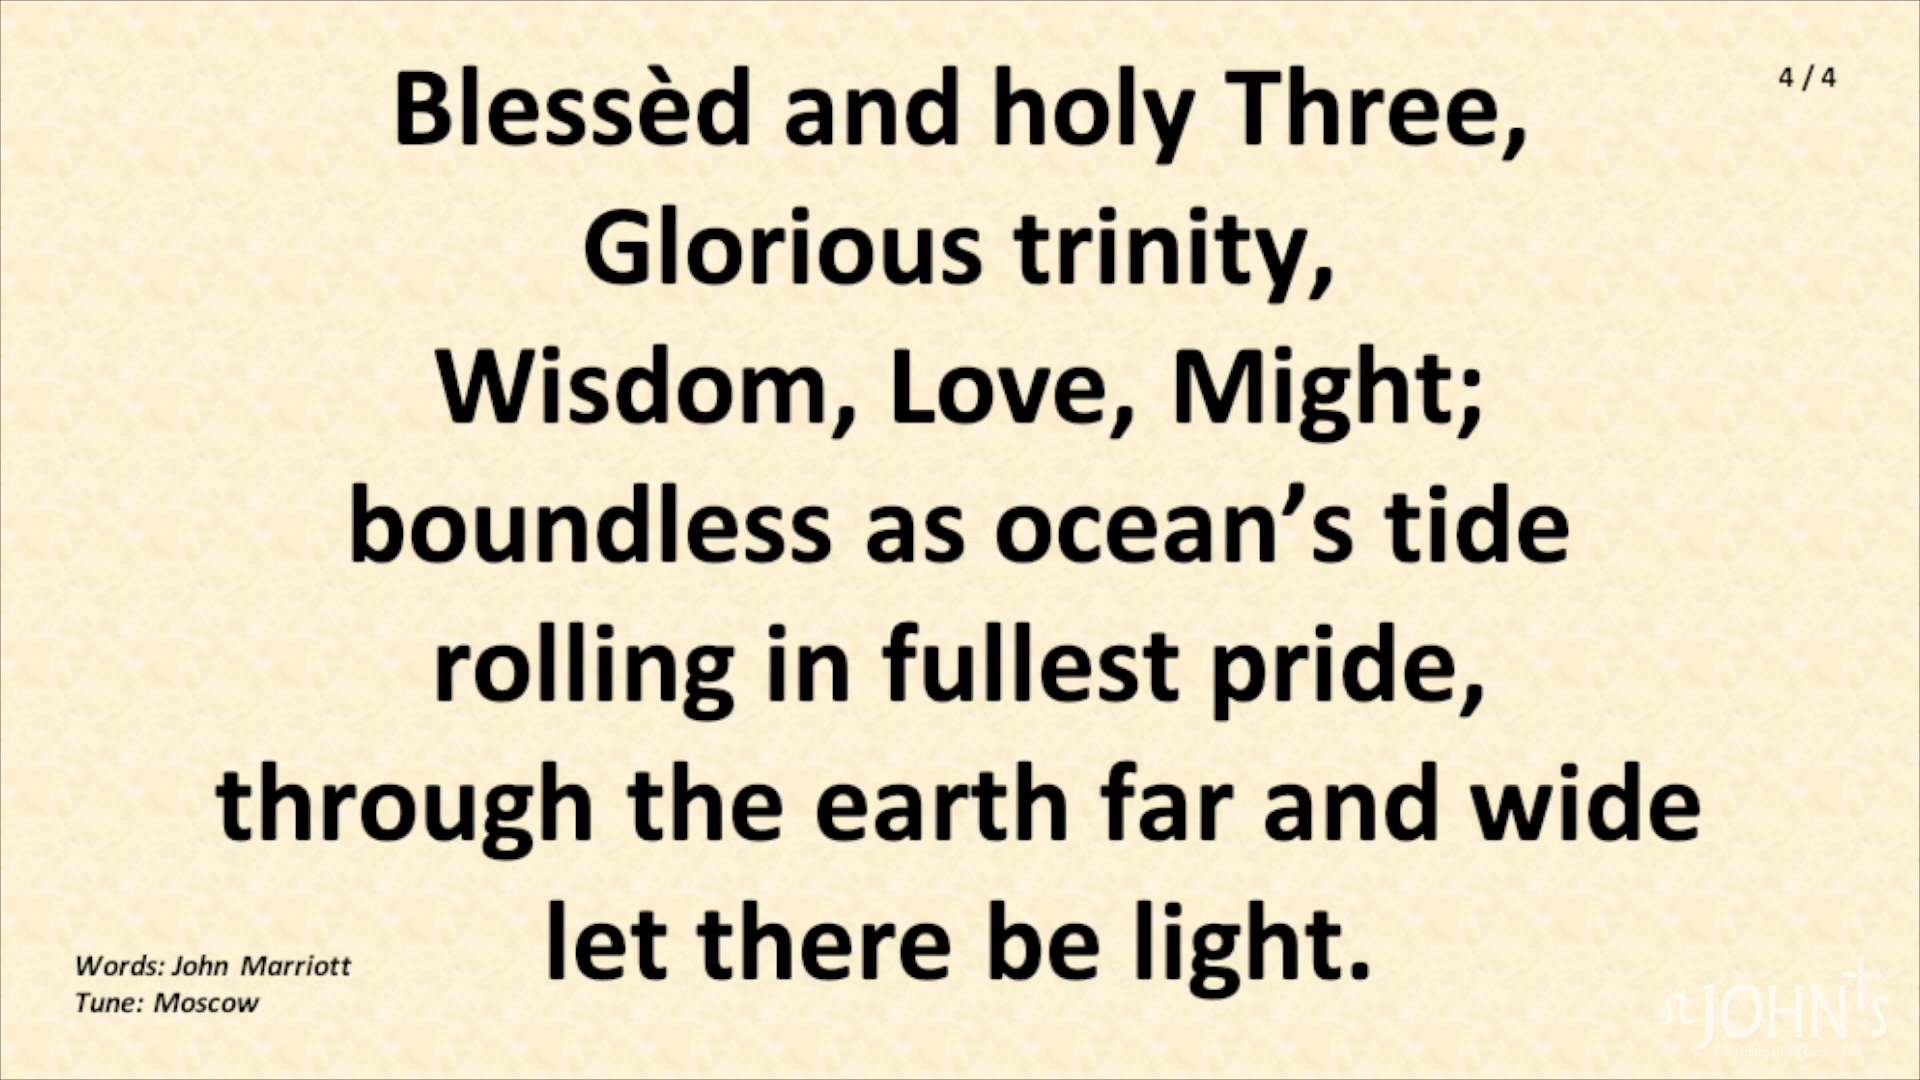 Blessèd and holy Three,
4 / 4
Glorious trinity,
Wisdom, Love, Might;
boundless as ocean’s tide
rolling in fullest pride,
through the earth far and wide
let there be light.
Words: John Marriott
Tune: Moscow
st JOHN's